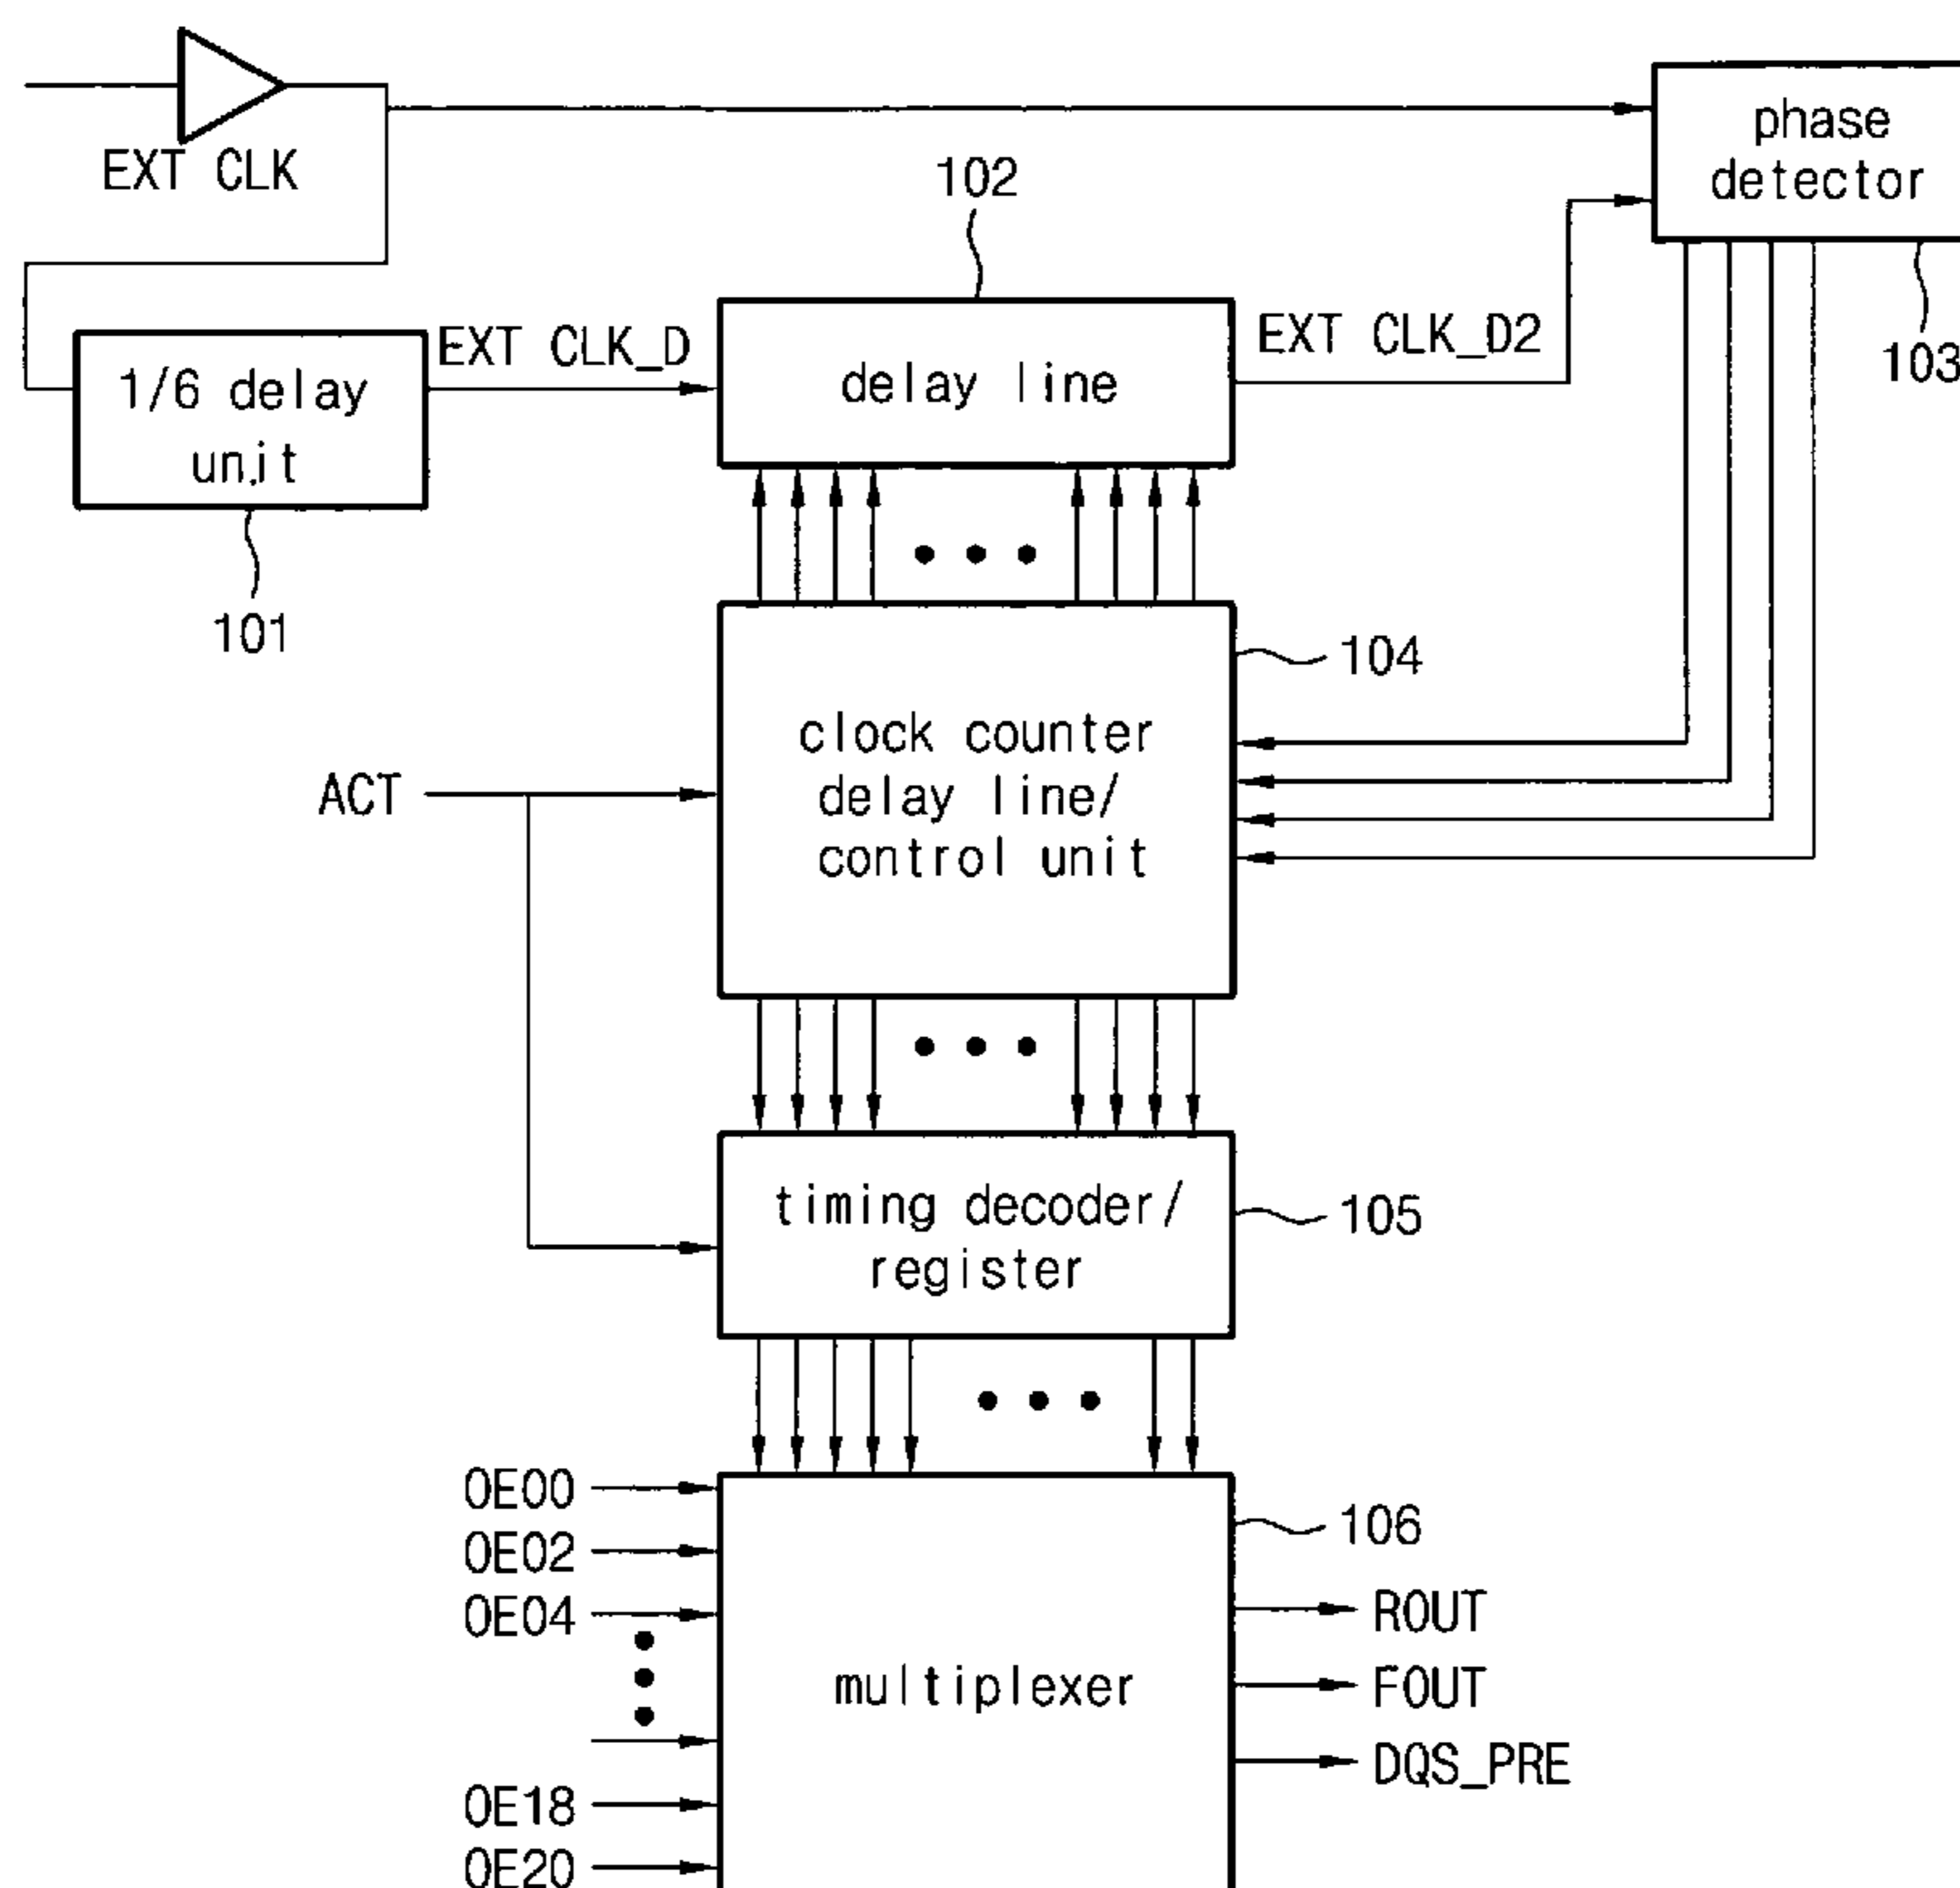 EXT CLK
phase
detector
102
103
EXT CLK_D
delay line
EXT CLK_D2
1/6 delay
unit
101
104
clock counter
delay line/
control unit
ACT
timing decoder/
register
105
OE00
OE02
OE04
OE18
OE20
multiplexer
106
ROUT
FOUT
DQS_PRE